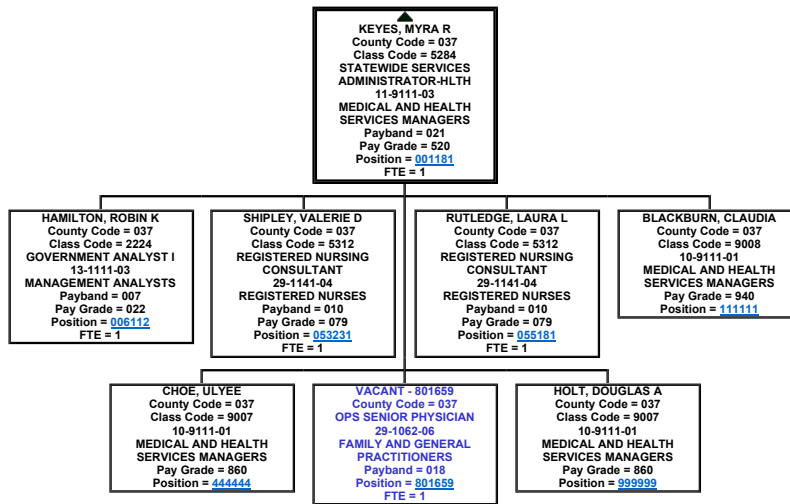 KEYES, MYRA R
County Code = 037
Class Code = 5284
STATEWIDE SERVICES
ADMINISTRATOR-HLTH
11-9111-03
MEDICAL AND HEALTH
SERVICES MANAGERS
Payband = 021
Pay Grade = 520
Position = 001181
FTE = 1
HAMILTON, ROBIN K
County Code = 037
Class Code = 2224
GOVERNMENT ANALYST I
13-1111-03
MANAGEMENT ANALYSTS
Payband = 007
Pay Grade = 022
Position = 006112
FTE = 1
SHIPLEY, VALERIE D
County Code = 037
Class Code = 5312
REGISTERED NURSING
CONSULTANT
29-1141-04
REGISTERED NURSES
Payband = 010
Pay Grade = 079
Position = 053231
FTE = 1
RUTLEDGE, LAURA L
County Code = 037
Class Code = 5312
REGISTERED NURSING
CONSULTANT
29-1141-04
REGISTERED NURSES
Payband = 010
Pay Grade = 079
Position = 055181
FTE = 1
BLACKBURN, CLAUDIA
County Code = 037
Class Code = 9008
10-9111-01
MEDICAL AND HEALTH
SERVICES MANAGERS
Pay Grade = 940
Position = 111111
CHOE, ULYEE
County Code = 037
Class Code = 9007
10-9111-01
MEDICAL AND HEALTH
SERVICES MANAGERS
Pay Grade = 860
Position = 444444
VACANT - 801659
County Code = 037
OPS SENIOR PHYSICIAN
29-1062-06
FAMILY AND GENERAL
PRACTITIONERS
Payband = 018
Position = 801659
FTE = 1
HOLT, DOUGLAS A
County Code = 037
Class Code = 9007
10-9111-01
MEDICAL AND HEALTH
SERVICES MANAGERS
Pay Grade = 860
Position = 999999